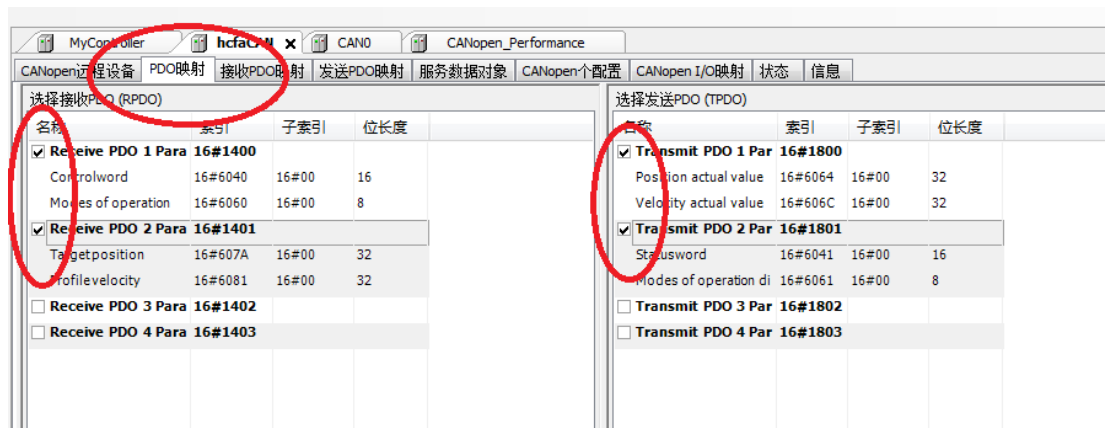 MyController hcfaCAN x CAN0 CANopen_Performance
CANopen远程设备 PDO映射 接收PDO映射 发送PDO映射 服务数据对象 CANopen个配置 CANopen I/O映射 状态 信息
选择接收PDO (RPDO) 选择发送PDO (TPDO)
名称 索引 子索引 位长度 名称 索引 子索引 位长度
Receive PDO 1 Para 16#1400 Transmit PDO 1 Par 16#1800
Controlword 16#6040 16#00 16 Position actual value 16#6064 16#00 32
Modes of operation 16#6060 16#00 8 Velocity actual value 16#606C 16#00 32
Receive PDO 2 Para 16#1401 Transmit PDO 2 Par 16#1801
Targetposition 16#607A 16#00 32 Statusword 16#6041 16#00 16
Profilevelocity 16#6081 16#00 32 Modes of operation di 16#6061 16#00 8
Receive PDO 3 Para 16#1402 Transmit PDO 3 Par 16#1802
Receive PDO 4 Para 16#1403 Transmit PDO 4 Par 16#1803